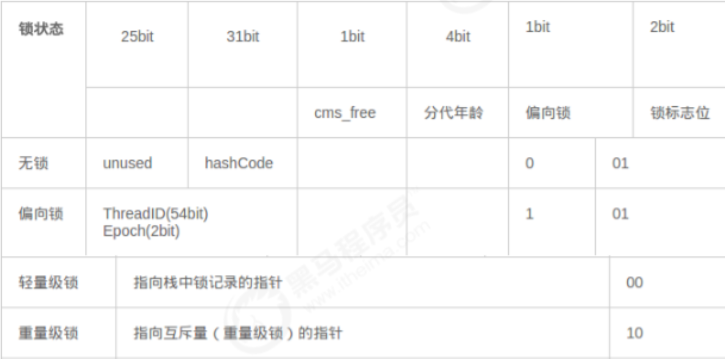 锁状态 25bit 31bit 1bit 4bit 1bit 2bit
cms_free 分代年龄 偏向锁 锁标志位
无锁 unused hashCode 0 01
偏向锁 ThreadID(54bit) 1 01
Epoch(2bit)
轻量级锁 指向栈中锁记录的指针 00
重量级锁 指向互斥量（重量级锁）的指针 10
黑马程序员
www.itheima.com